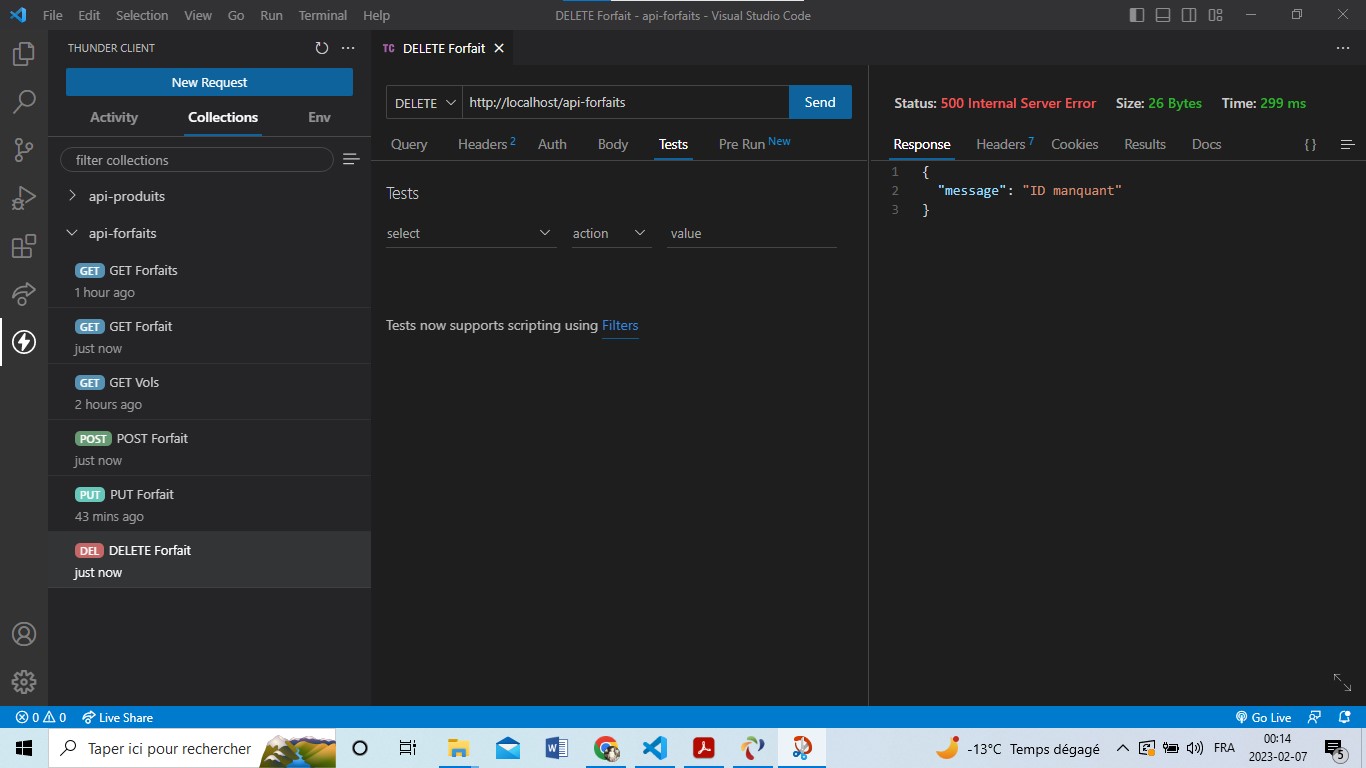 File Edit Selection View Go Run Terminal Help
DELETE Forfait - api-forfaits - Visual Studio Code
THUNDER CLIENT
New Request
Activity Collections Env
filter collections
api-produits
api-forfaits
GET GET Forfaits
1 hour ago
GET GET Forfait
just now
GET GET Vols
2 hours ago
POST POST Forfait
just now
PUT PUT Forfait
43 mins ago
DEL DELETE Forfait
just now
TC DELETE Forfait
DELETE http://localhost/api-forfaits Send
Query Headers 2 Auth Body Tests Pre Run New
Tests
select action value
Tests now supports scripting using Filters
Status: 500 Internal Server Error Size: 26 Bytes Time: 299 ms
Response Headers 7 Cookies Results Docs { }
1 {
2 "message": "ID manquant"
3 }
0 0 Live Share
Go Live
Taper ici pour rechercher
-13°C Temps dégagé
FRA
00:14
2023-02-07
5